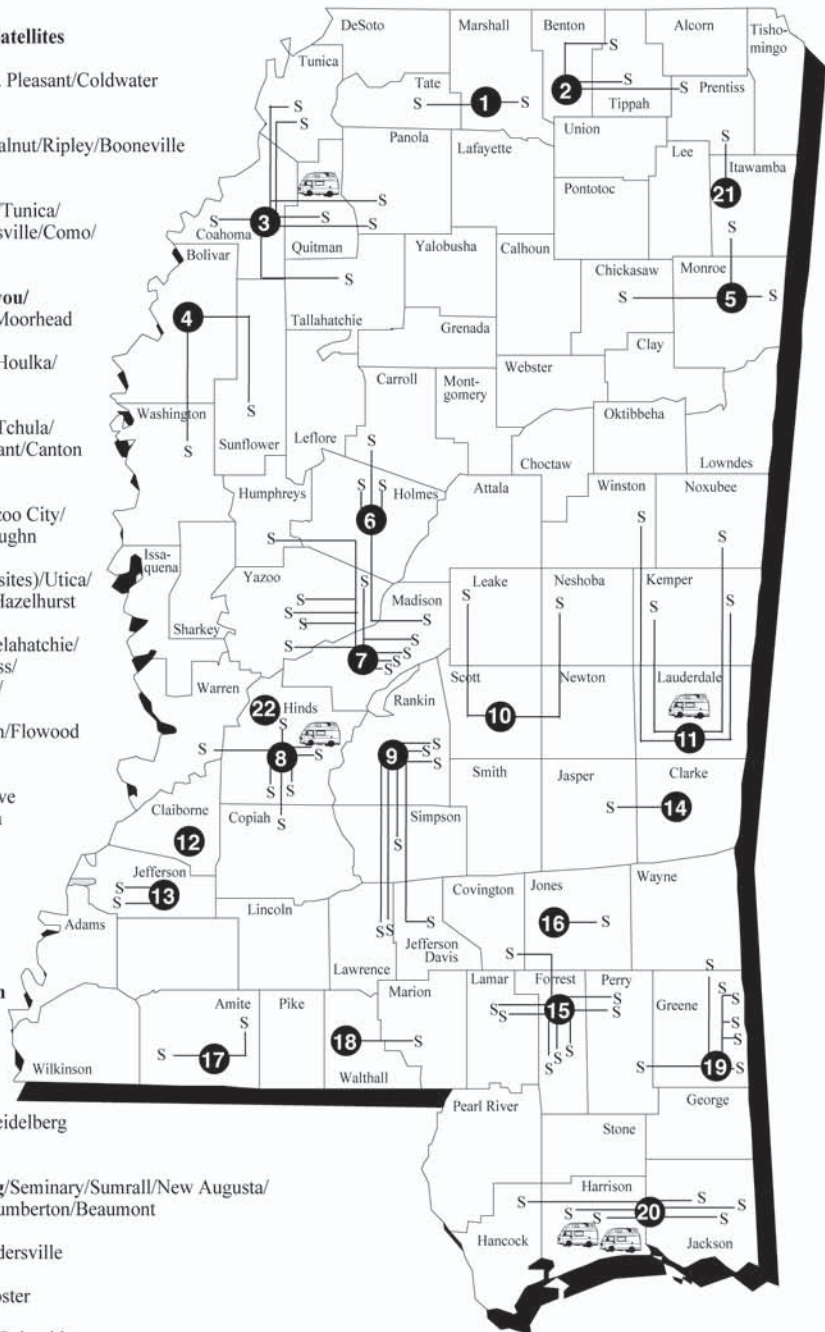 atellites
Pleasant/Coldwater
alnut/Ripley/Booneville
/Tunica/
sville/Como/
you/
Moorhead
Houlka/
Tchula/
ant/Canton
zoo City/
ughn
sites)/Utica/
Hazelhurst
elahatchie/
ss/
/
n/Flowood
ve
n
eidelberg
g/Seminary/Sumrall/New Augusta/
umberton/Beaumont
dersville
oster
DeSoto
Marshall
Benton
Alcorn
Tisho-
mingo
Tunica
S
Tate
S
1
S
2
S
S
Tippah
Prentiss
S
S
Panola
Lafayette
Union
Lee
S
Itawamba
21
Pontotoc
S
S
3
S
S
Coahoma
Quitman
Yalobusha
Calhoun
S
Bolivar
S
Chickasaw
Monroe
S
5
S
4
Tallahatchie
Grenada
Clay
Carroll
Mont-
gomery
Webster
Washington
S
Sunflower
S
Leflore
S
Oktibbeha
Choctaw
Lowndes
Humphreys
S
S
Holmes
6
Attala
Winston
Noxubee
S
S
S
Issa-
quena
Yazoo
S
Madison
Leake
S
Neshoba
S
Kemper
S
S
S
S
S
S
Sharkey
S
S
7
S
S
S
S
Warren
22
Hinds
S
Rankin
Scott
10
Newton
Lauderdale
11
S
8
S
9
S
S
S
S
S
S
Claiborne
12
Copiah
Simpson
S
Smith
Jasper
S
Clarke
14
Jefferson
S
S
13
Lincoln
Adams
S
S
S
Jefferson
Davis
Lawrence
Covington
Jones
16
S
Wayne
S
S
Amite
S
Pike
Marion
Lamar
S
S
Forrest
15
S
S
S
Perry
S
S
Greene
S
S
S
S
S
19
S
S
17
18
S
Wilkinson
Walthall
Pearl River
George
Stone
Harrison
S
S
S
S
20
S
S
Hancock
Jackson